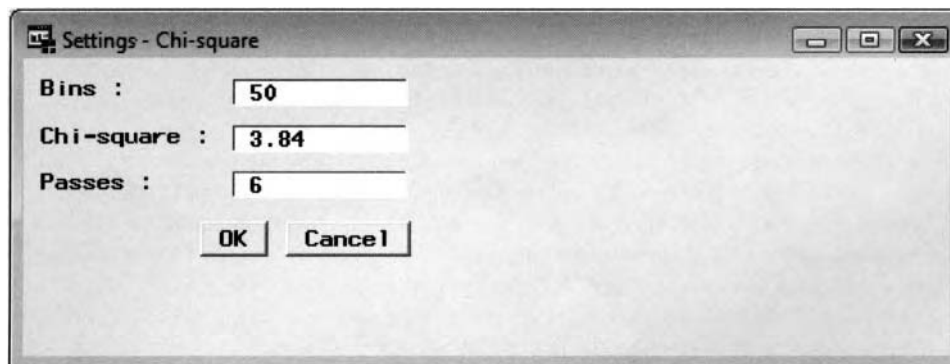 Settings - Chi-square
Bins : 50
Chi-square : 3.84
Passes : 6
OK Cancel